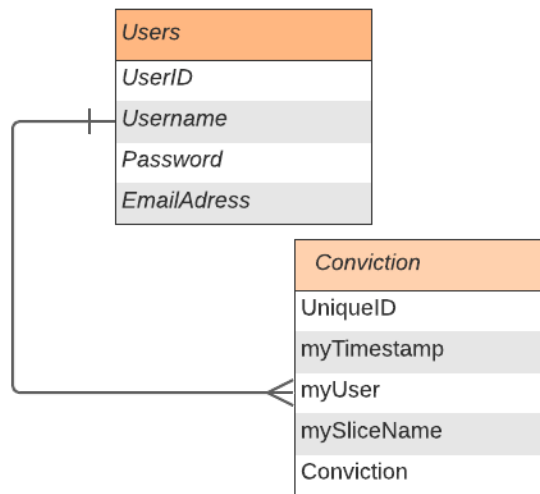 Users
UserID
Username
Password
EmailAdress
Conviction
UniqueID
myTimestamp
myUser
mySliceName
Conviction